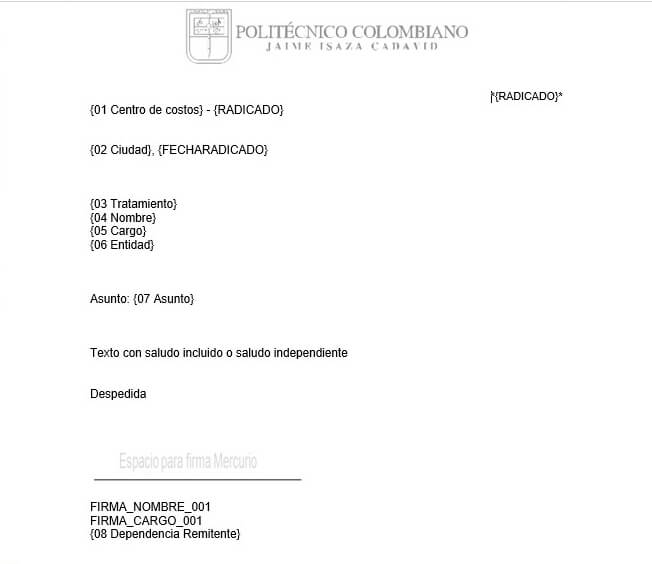 POLITÉCNICO COLOMBIANO
JAIME ISAZA CADAVID
*{RADICADO}*
{01 Centro de costos} - {RADICADO}
{02 Ciudad}, {FECHARADICADO}
{03 Tratamiento}
{04 Nombre}
{05 Cargo}
{06 Entidad}
Asunto: {07 Asunto}
Texto con saludo incluido o saludo independiente
Despedida
Espacio para firma Mercurio
FIRMA_NOMBRE_001
FIRMA_CARGO_001
{08 Dependencia Remitente}